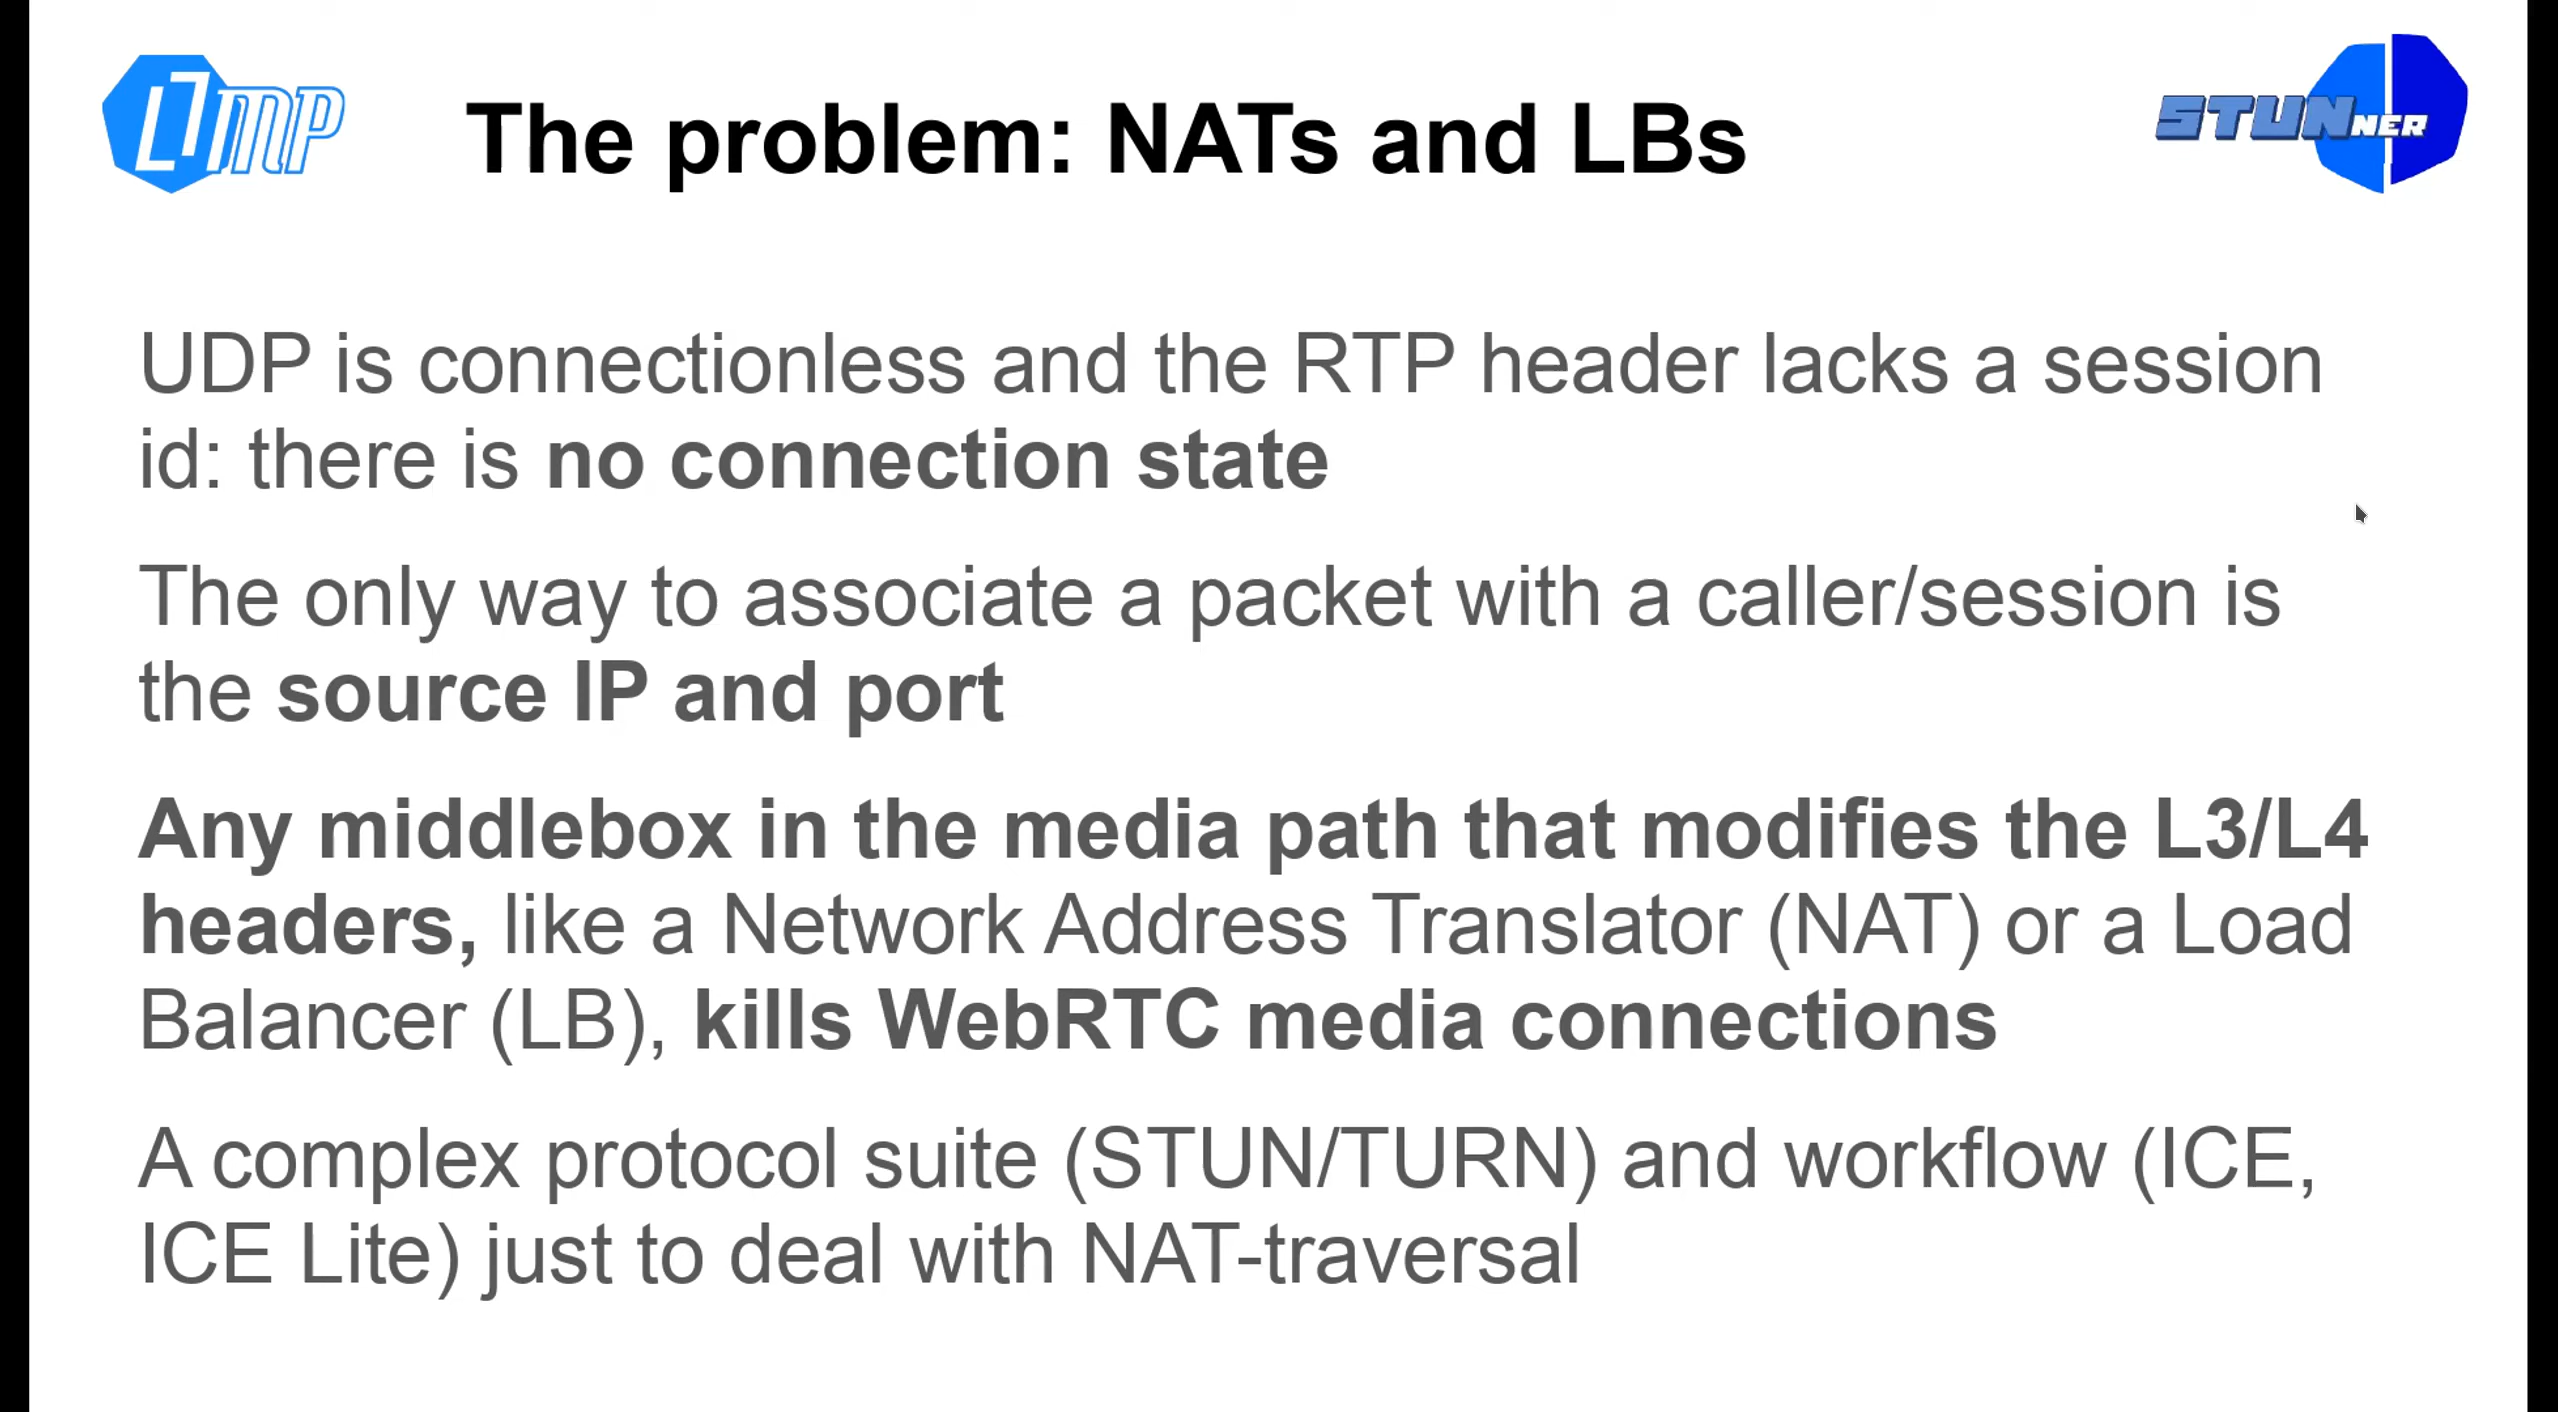 L7mp
The problem: NATs and LBs
STUNNER
UDP is connectionless and the RTP header lacks a session
id: there is no connection state
The only way to associate a packet with a caller/session is
the source IP and port
Any middlebox in the media path that modifies the L3/L4
headers, like a Network Address Translator (NAT) or a Load
Balancer (LB), kills WebRTC media connections
A complex protocol suite (STUN/TURN) and workflow (ICE,
ICE Lite) just to deal with NAT-traversal